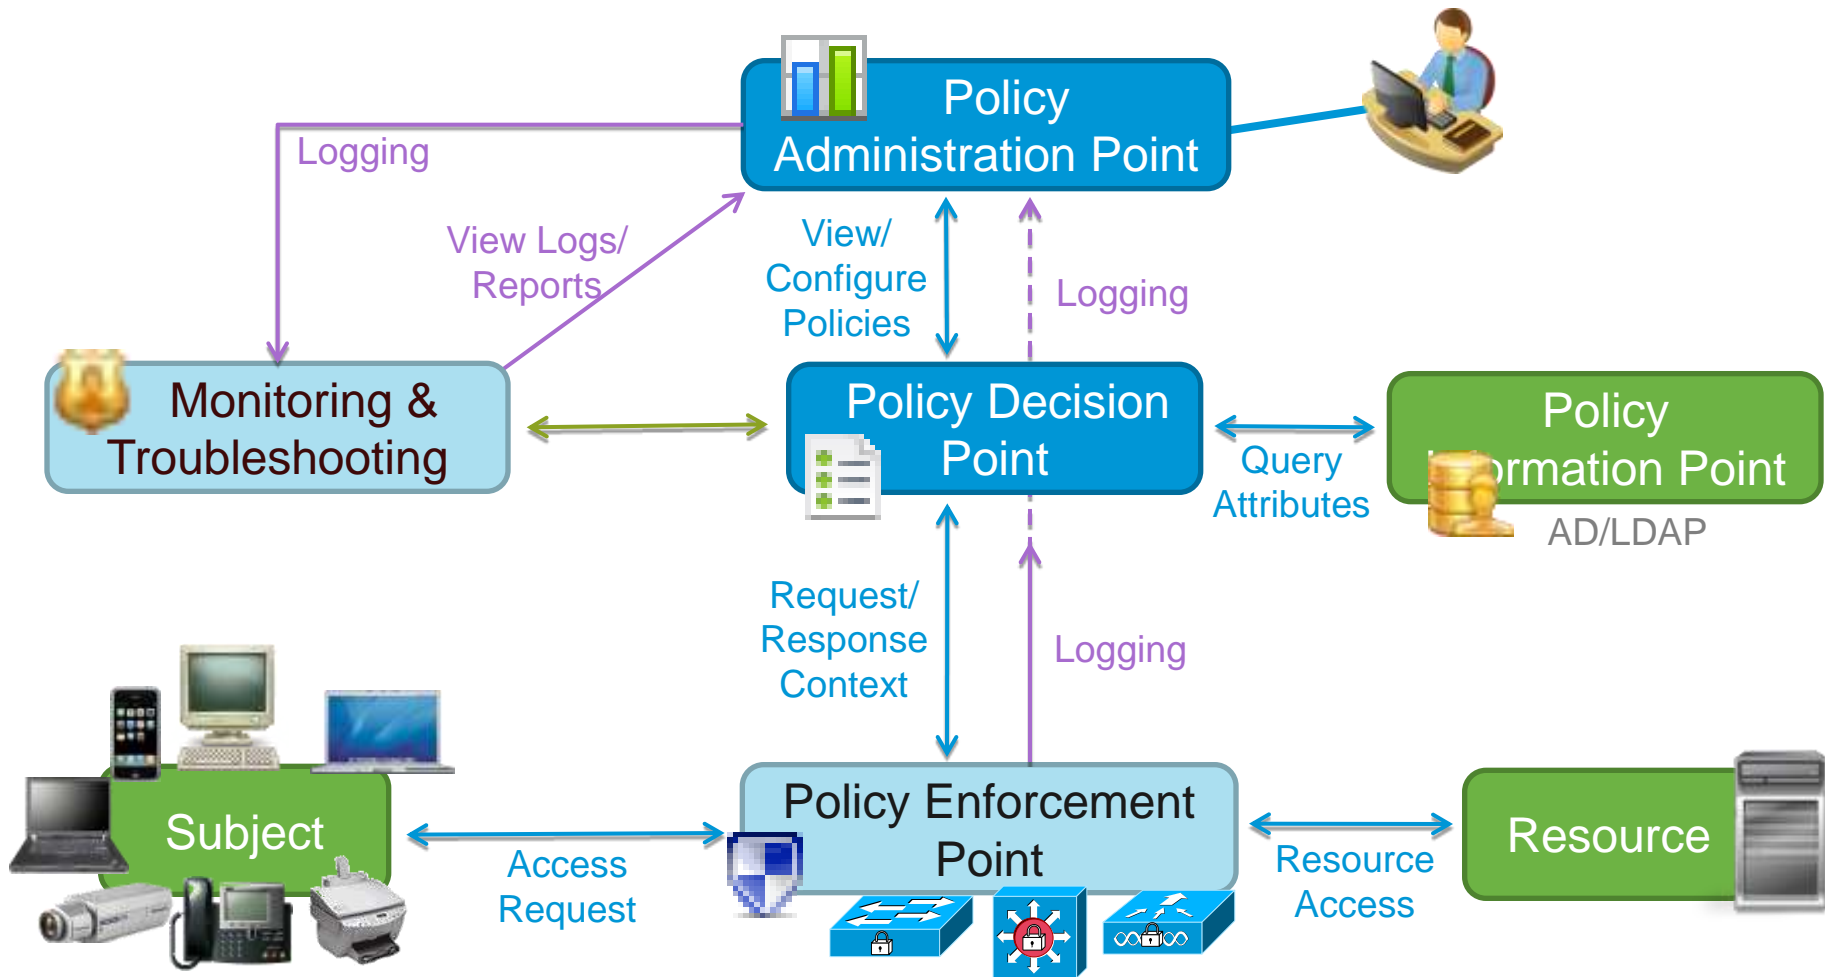 Policy
Administration Point
Logging
View Logs/
Reports
View/
Configure
Policies
Logging
Monitoring &
Troubleshooting
Policy Decision
Point
Query
Attributes
Policy
Information Point
AD/LDAP
Request/
Response
Context
Logging
Subject
Access
Request
Policy Enforcement
Point
Resource
Access
Resource